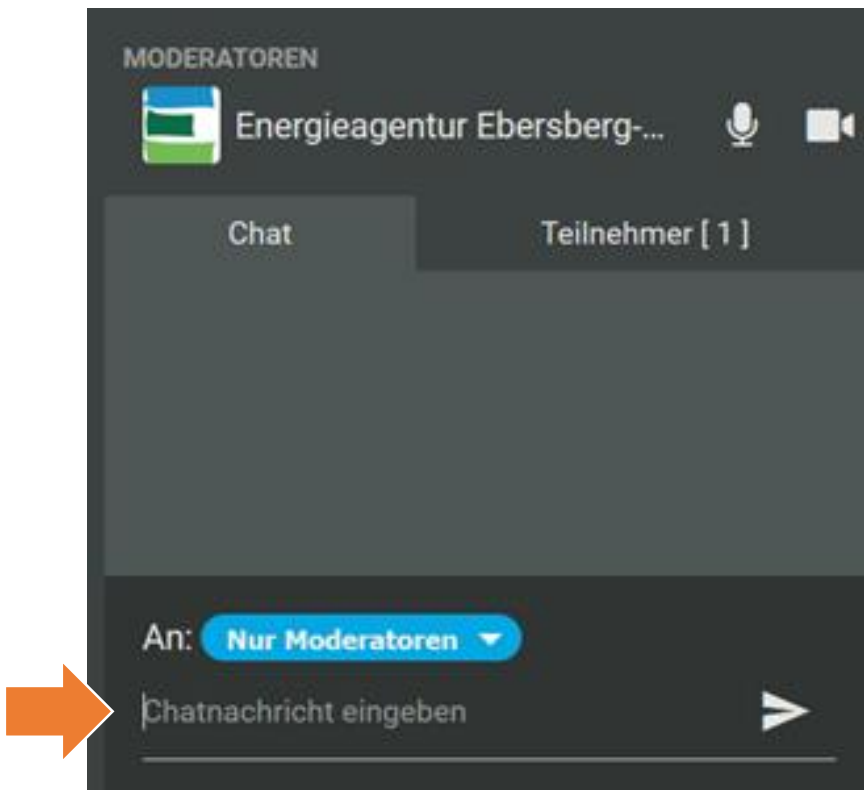 MODERATOREN
Energieagentur Ebersberg-...
Chat
Teilnehmer [ 1 ]
An: Nur Moderatoren
Chatnachricht eingeben